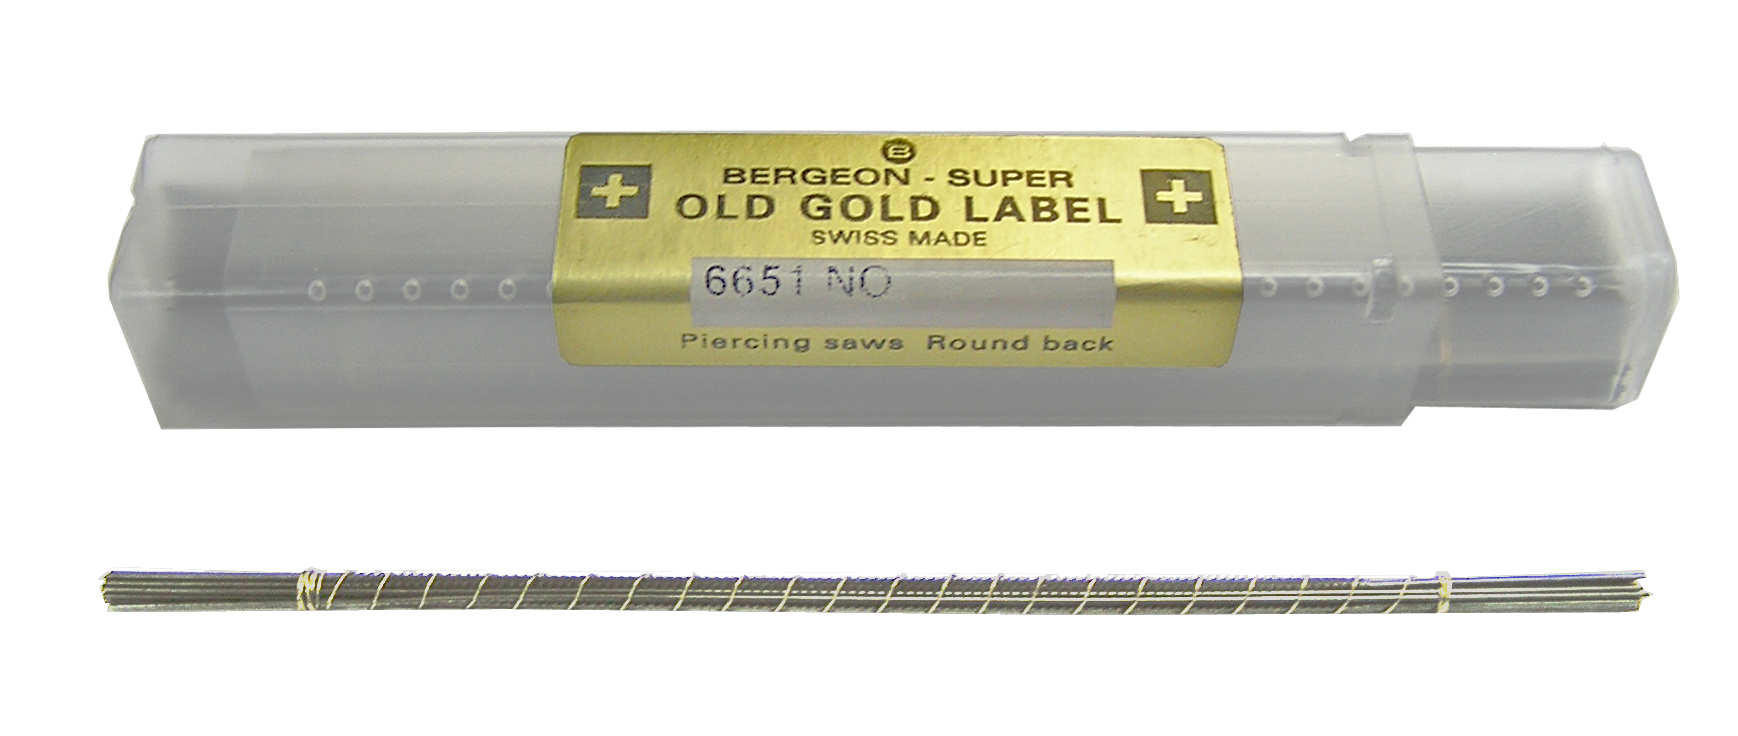 B
BERGEON - SUPER
OLD GOLD LABEL
SWISS MADE
6651 NO
Piercing saws Round back